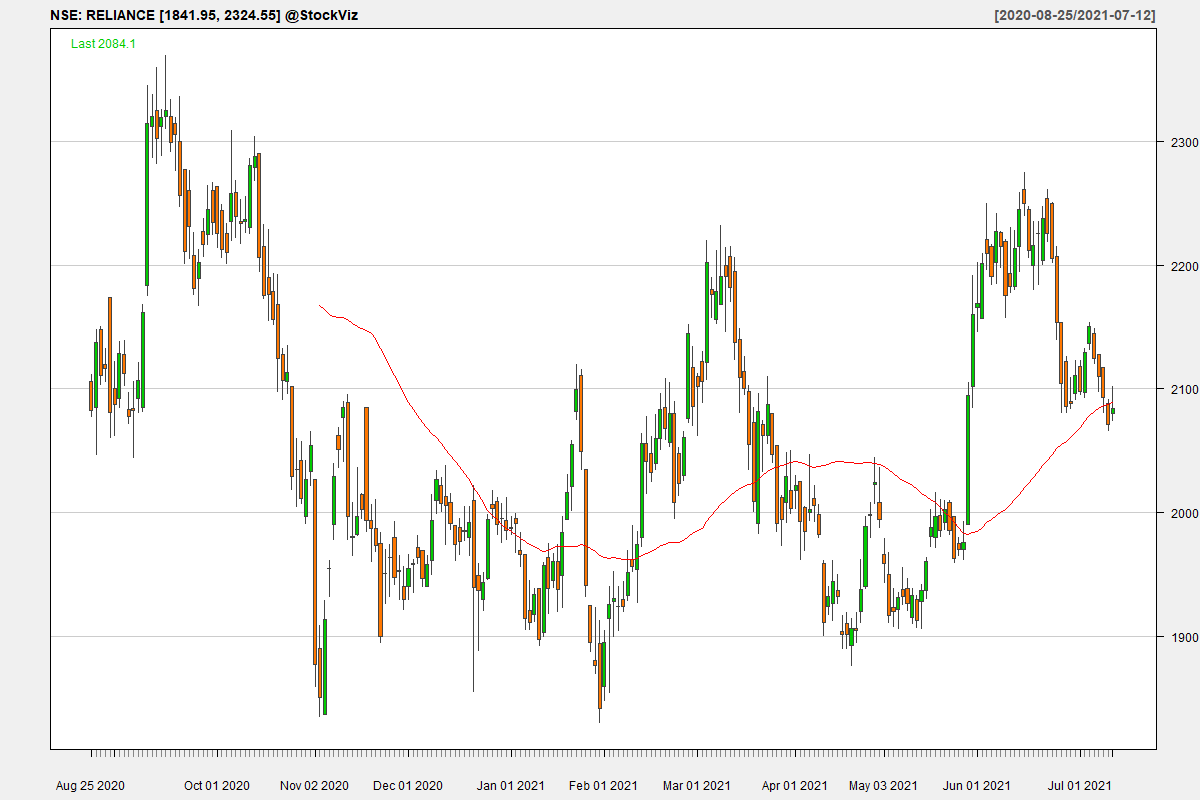 NSE: RELIANCE [1841.95, 2324.55] @StockViz
[2020-08-25/2021-07-12]
Last 2084.1
2300
2200
2100
2000
1900
Aug 25 2020 Oct 01 2020 Nov 02 2020 Dec 01 2020 Jan 01 2021 Feb 01 2021 Mar 01 2021 Apr 01 2021 May 03 2021 Jun 01 2021 Jul 01 2021